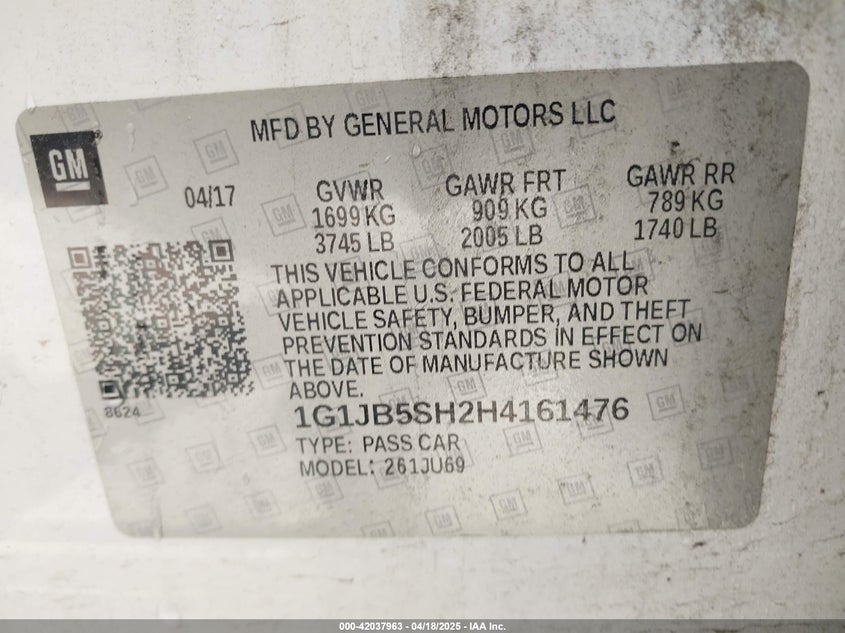 MFD BY GENERAL MOTORS LLC
GM
04/17
GVWR
1699 KG
3745 LB
GAWR FRT
909 KG
2005 LB
GAWR RR
789 KG
1740 LB
THIS VEHICLE CONFORMS TO ALL
APPLICABLE U.S. FEDERAL MOTOR
VEHICLE SAFETY, BUMPER, AND THEFT
PREVENTION STANDARDS IN EFFECT ON
THE DATE OF MANUFACTURE SHOWN
ABOVE.
8624
1G1JB5SH2H4161476
TYPE: PASS CAR
MODEL: 261JU69
000-42037963 - 04/18/2025 - IAA Inc.